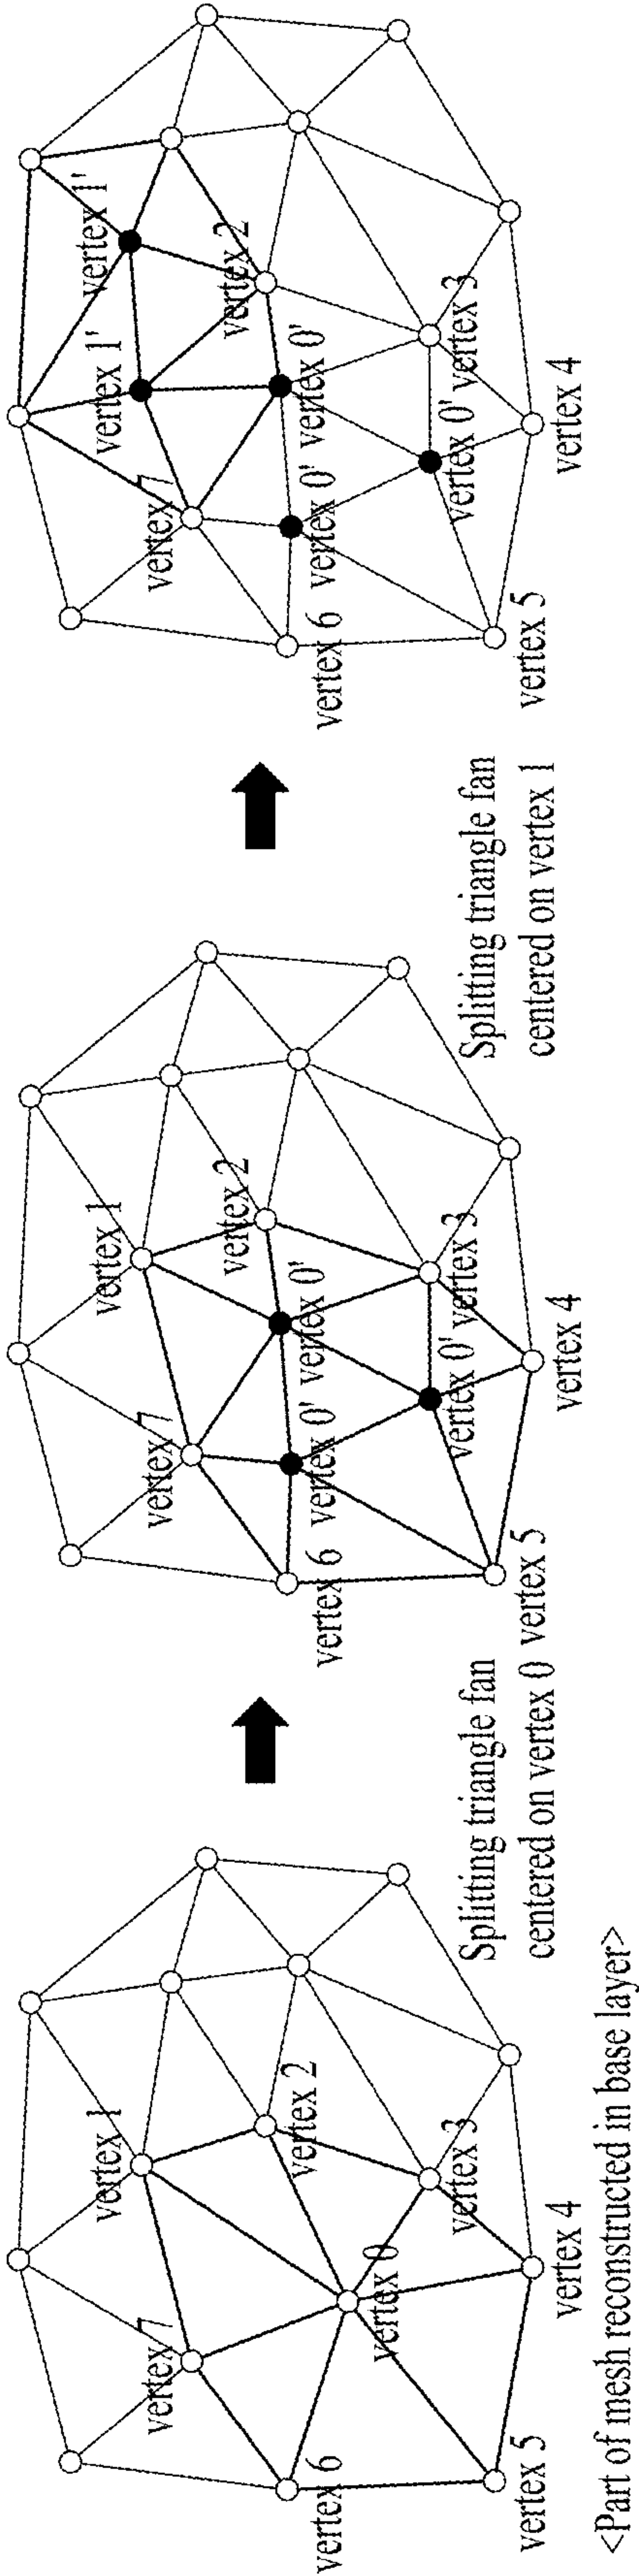 vertex 1
vertex 2
vertex 7
vertex 0
vertex 3
vertex 6
vertex 5
vertex 4
<Part of mesh reconstructed in base layer>
Splitting triangle fan
centered on vertex 0
vertex 1
vertex 2
vertex 7
vertex 0'
vertex 0'
vertex 0'
vertex 3
vertex 6
vertex 5
vertex 4
Splitting triangle fan
centered on vertex 1
vertex 1'
vertex 1'
vertex 2
vertex 7
vertex 0'
vertex 0'
vertex 0'
vertex 3
vertex 6
vertex 5
vertex 4